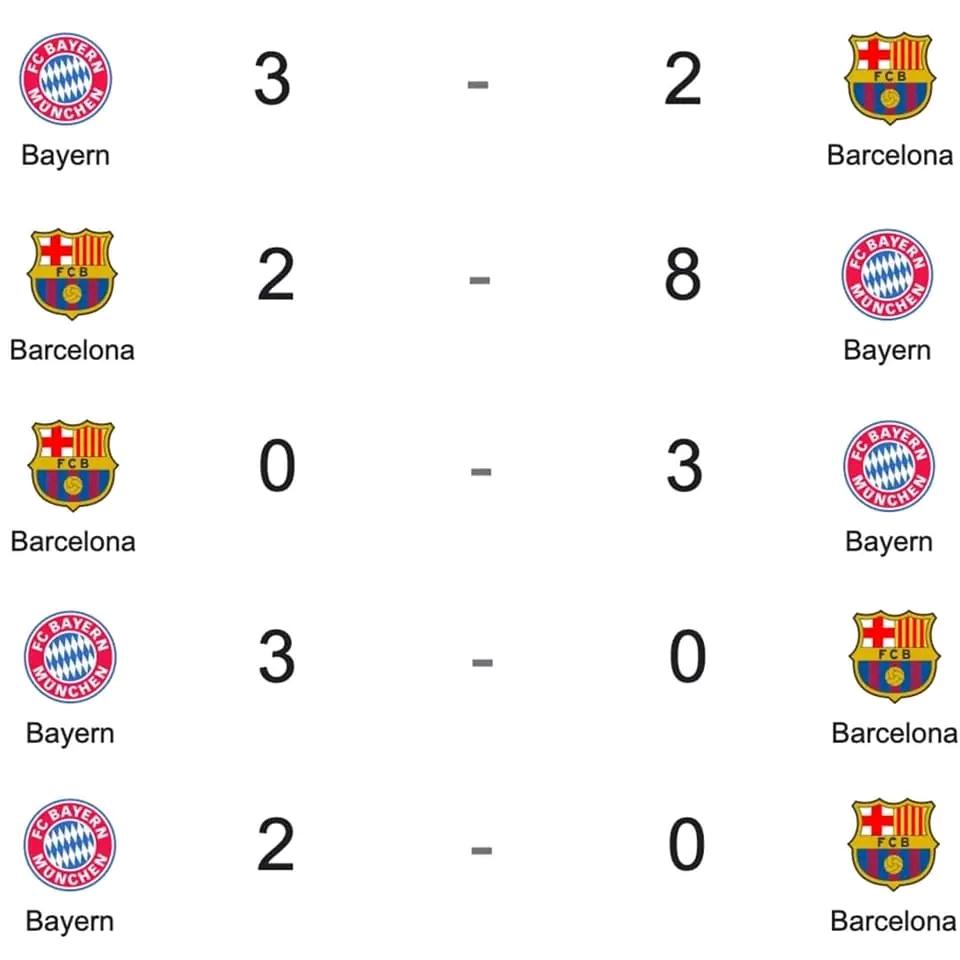 FC BAYERN MÜNCHEN 3 - 2 FCB
Bayern Barcelona
FCB 2 - 8 FC BAYERN MÜNCHEN
Barcelona Bayern
FCB 0 - 3 FC BAYERN MÜNCHEN
Barcelona Bayern
FC BAYERN MÜNCHEN 3 - 0 FCB
Bayern Barcelona
FC BAYERN MÜNCHEN 2 - 0 FCB
Bayern Barcelona